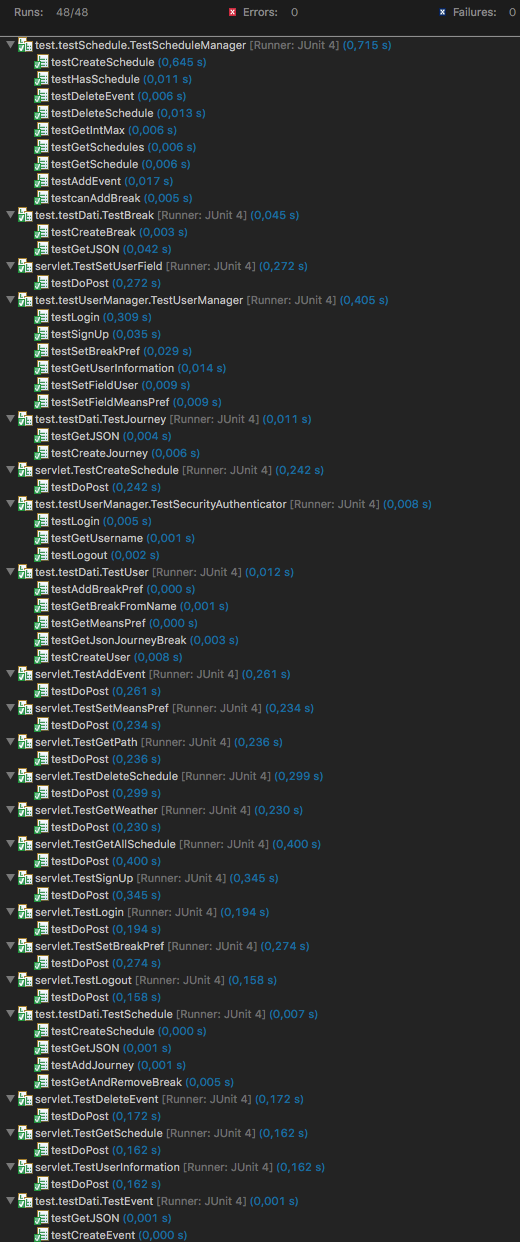 Runs: 48/48 Errors: 0 Failures: 0
test.testSchedule.TestScheduleManager [Runner: JUnit 4] (0,715 s)
testCreateSchedule (0,645 s)
testHasSchedule (0,011 s)
testDeleteEvent (0,006 s)
testDeleteSchedule (0,013 s)
testGetIntMax (0,006 s)
testGetSchedules (0,006 s)
testGetSchedule (0,006 s)
testAddEvent (0,017 s)
testcanAddBreak (0,005 s)
test.testDati.TestBreak [Runner: JUnit 4] (0,045 s)
testCreateBreak (0,003 s)
testGetJSON (0,042 s)
servlet.TestSetUserField [Runner: JUnit 4] (0,272 s)
testDoPost (0,272 s)
test.testUserManager.TestUserManager [Runner: JUnit 4] (0,405 s)
testLogin (0,309 s)
testSignUp (0,035 s)
testSetBreakPref (0,029 s)
testGetUserInformation (0,014 s)
testSetFieldUser (0,009 s)
testSetFieldMeansPref (0,009 s)
test.testDati.TestJourney [Runner: JUnit 4] (0,011 s)
testGetJSON (0,004 s)
testCreateJourney (0,006 s)
servlet.TestCreateSchedule [Runner: JUnit 4] (0,242 s)
testDoPost (0,242 s)
test.testUserManager.TestSecurityAuthenticator [Runner: JUnit 4] (0,008 s)
testLogin (0,005 s)
testGetUsername (0,001 s)
testLogout (0,002 s)
test.testDati.TestUser [Runner: JUnit 4] (0,012 s)
testAddBreakPref (0,000 s)
testGetBreakFromName (0,001 s)
testGetMeansPref (0,000 s)
testGetJsonJourneyBreak (0,003 s)
testCreateUser (0,008 s)
servlet.TestAddEvent [Runner: JUnit 4] (0,261 s)
testDoPost (0,261 s)
servlet.TestSetMeansPref [Runner: JUnit 4] (0,234 s)
testDoPost (0,234 s)
servlet.TestGetPath [Runner: JUnit 4] (0,236 s)
testDoPost (0,236 s)
servlet.TestDeleteSchedule [Runner: JUnit 4] (0,299 s)
testDoPost (0,299 s)
servlet.TestGetWeather [Runner: JUnit 4] (0,230 s)
testDoPost (0,230 s)
servlet.TestGetAllSchedule [Runner: JUnit 4] (0,400 s)
testDoPost (0,400 s)
servlet.TestSignUp [Runner: JUnit 4] (0,345 s)
testDoPost (0,345 s)
servlet.TestLogin [Runner: JUnit 4] (0,194 s)
testDoPost (0,194 s)
servlet.TestSetBreakPref [Runner: JUnit 4] (0,274 s)
testDoPost (0,274 s)
servlet.TestLogout [Runner: JUnit 4] (0,158 s)
testDoPost (0,158 s)
test.testDati.TestSchedule [Runner: JUnit 4] (0,007 s)
testCreateSchedule (0,000 s)
testGetJSON (0,001 s)
testAddJourney (0,001 s)
testGetAndRemoveBreak (0,005 s)
servlet.TestDeleteEvent [Runner: JUnit 4] (0,172 s)
testDoPost (0,172 s)
servlet.TestGetSchedule [Runner: JUnit 4] (0,162 s)
testDoPost (0,162 s)
servlet.TestUserInformation [Runner: JUnit 4] (0,162 s)
testDoPost (0,162 s)
test.testDati.TestEvent [Runner: JUnit 4] (0,001 s)
testGetJSON (0,001 s)
testCreateEvent (0,000 s)